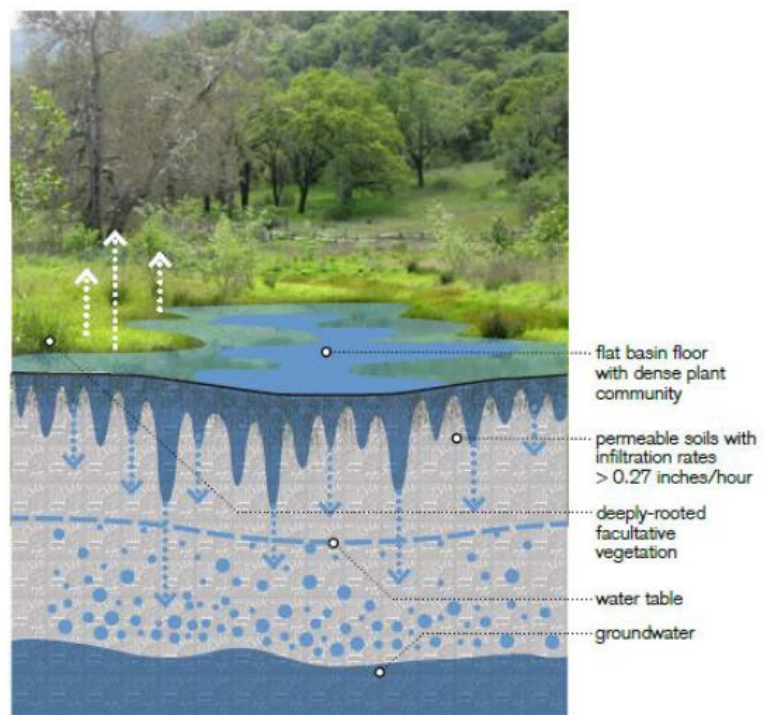 flat basin floor
with dense plant
community
permeable soils with
infiltration rates
> 0.27 inches/hour
deeply-rooted
facultative
vegetation
water table
groundwater